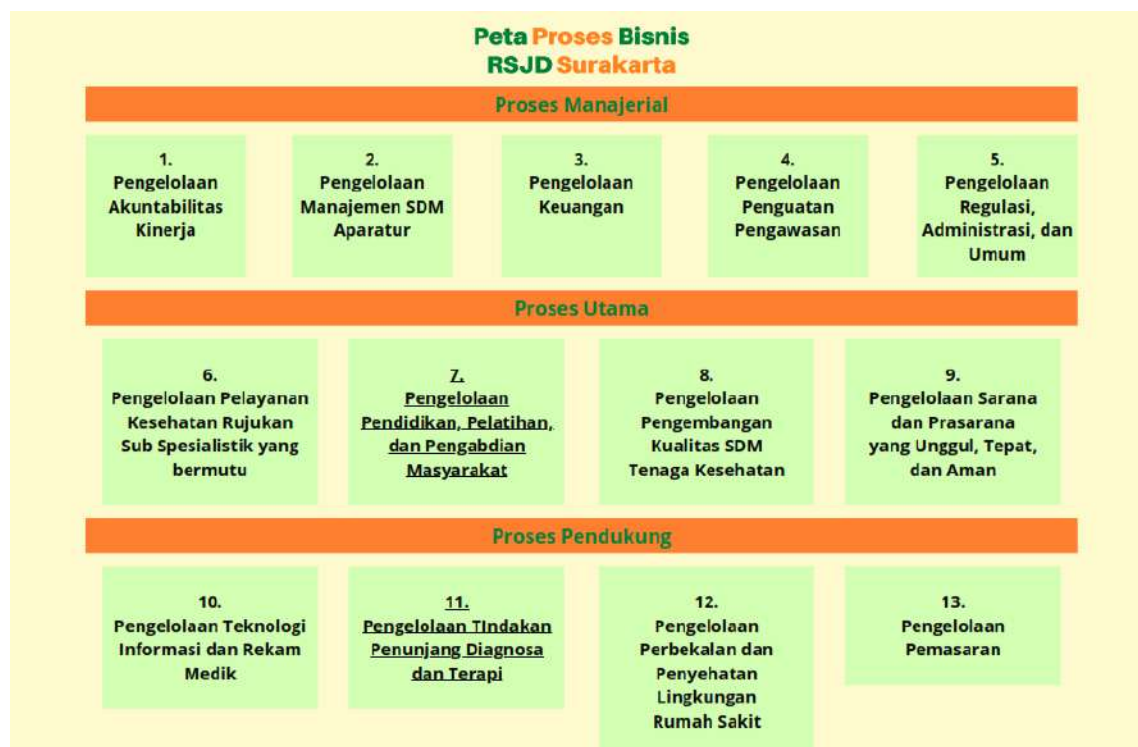 Peta Proses Bisnis
RSJD Surakarta
Proses Manajerial
1.
Pengelolaan
Akuntabilitas
Kinerja
2.
Pengelolaan
Manajemen SDM
Aparatur
3.
Pengelolaan
Keuangan
4.
Pengelolaan
Penguatan
Pengawasan
5.
Pengelolaan
Regulasi,
Administrasi, dan
Umum
Proses Utama
6.
Pengelolaan Pelayanan
Kesehatan Rujukan
Sub Spesialistik yang
bermutu
7.
Pengelolaan
Pendidikan, Pelatihan,
dan Pengabdian
Masyarakat
8.
Pengelolaan
Pengembangan
Kualitas SDM
Tenaga Kesehatan
9.
Pengelolaan Sarana
dan Prasarana
yang Unggul, Tepat,
dan Aman
Proses Pendukung
10.
Pengelolaan Teknologi
Informasi dan Rekam
Medik
11.
Pengelolaan TIndakan
Penunjang Diagnosa
dan Terapi
12.
Pengelolaan
Perbekalan dan
Penyehatan
Lingkungan
Rumah Sakit
13.
Pengelolaan
Pemasaran